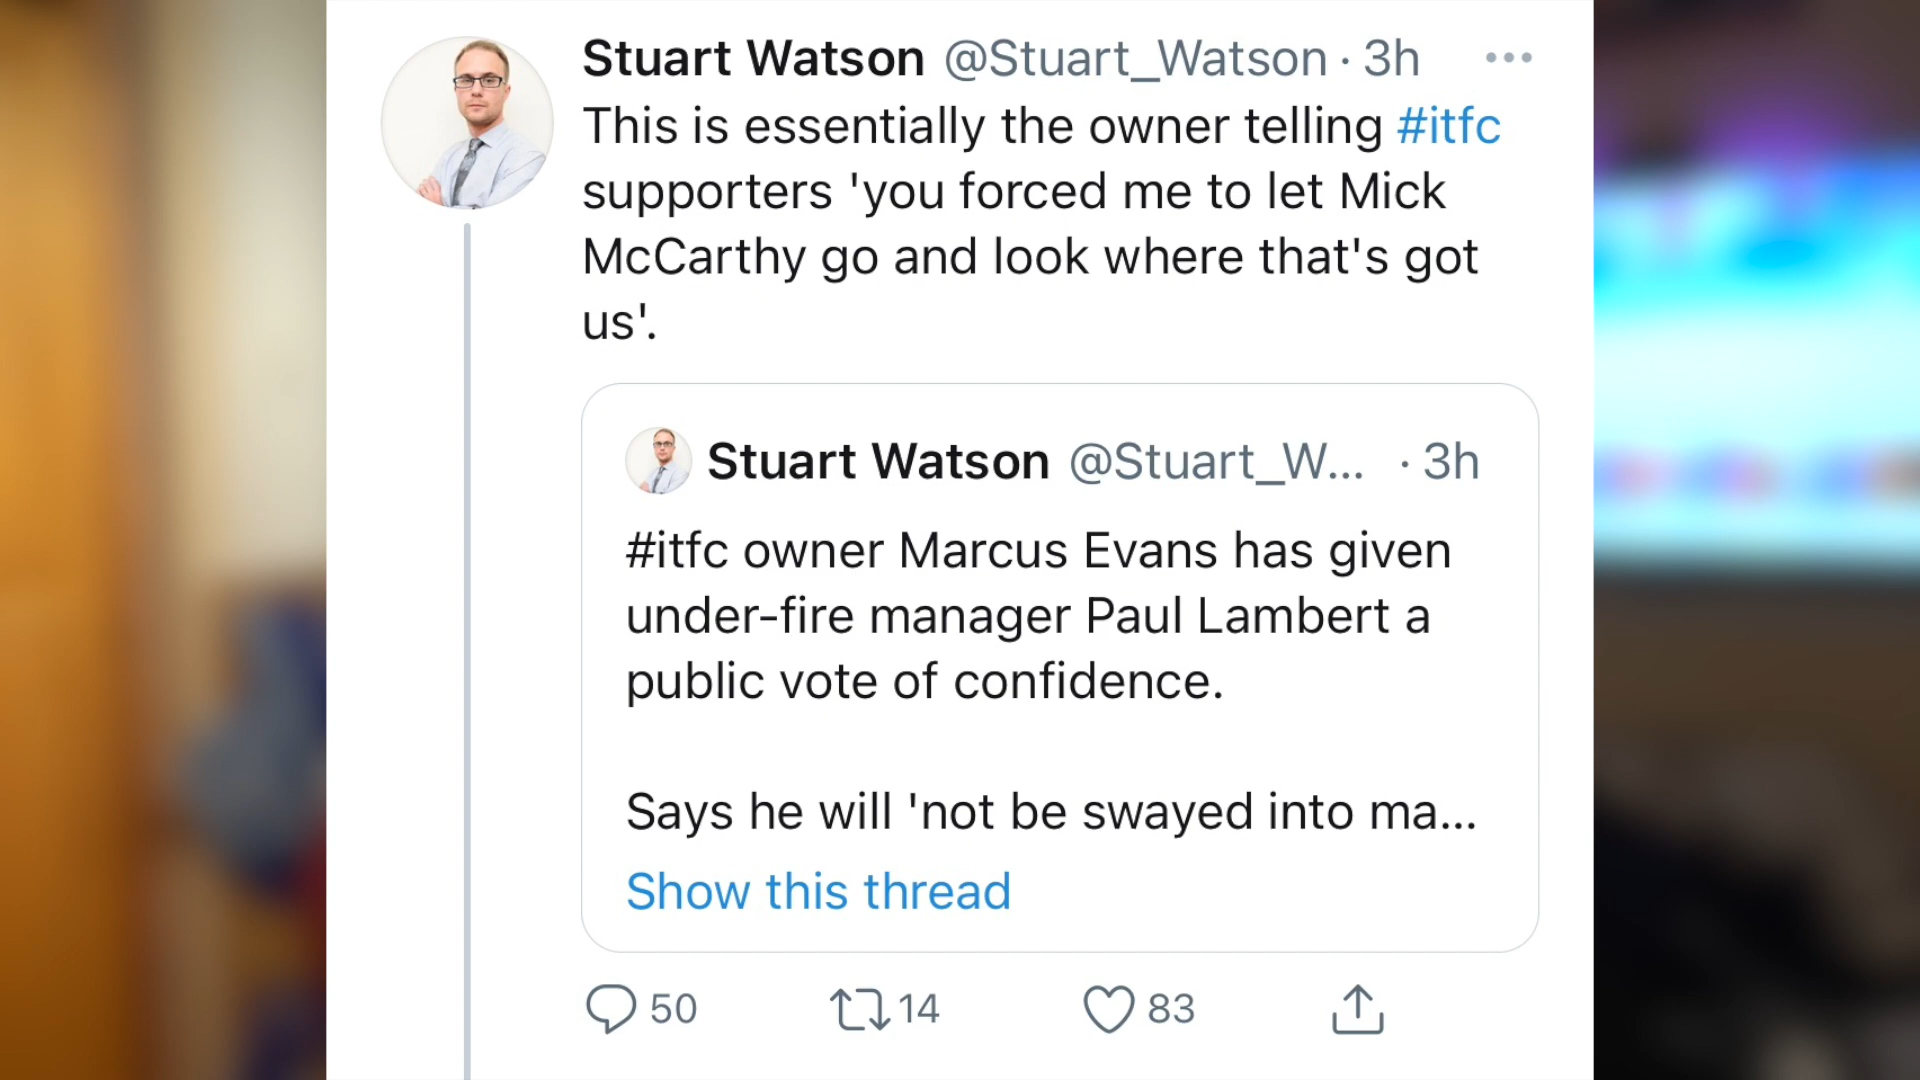 Stuart Watson @Stuart_Watson · 3h
This is essentially the owner telling #itfc
supporters 'you forced me to let Mick
McCarthy go and look where that's got
us'.
Stuart Watson @Stuart_W... · 3h
#itfc owner Marcus Evans has given
under-fire manager Paul Lambert a
public vote of confidence.
Says he will 'not be swayed into ma...
Show this thread
50 14 83